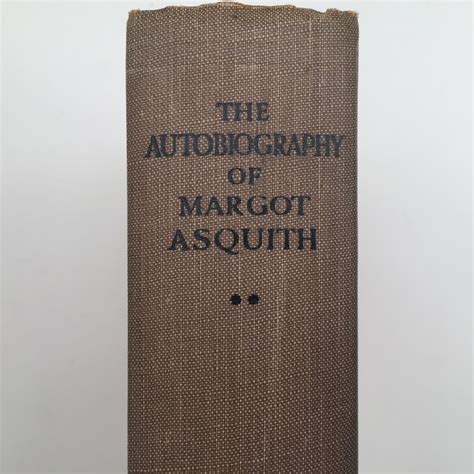 THE
AUTOBIOGRAPHY
OF
MARGOT
ASQUITH